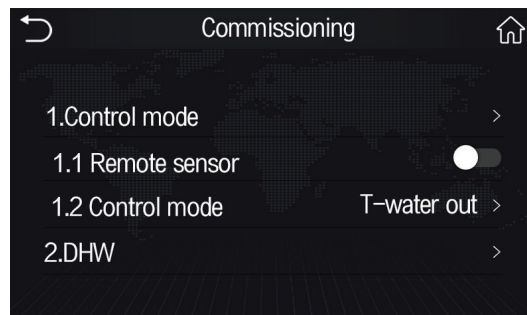 Commissioning
1.Control mode
1.1 Remote sensor
1.2 Control mode T-water out
2.DHW